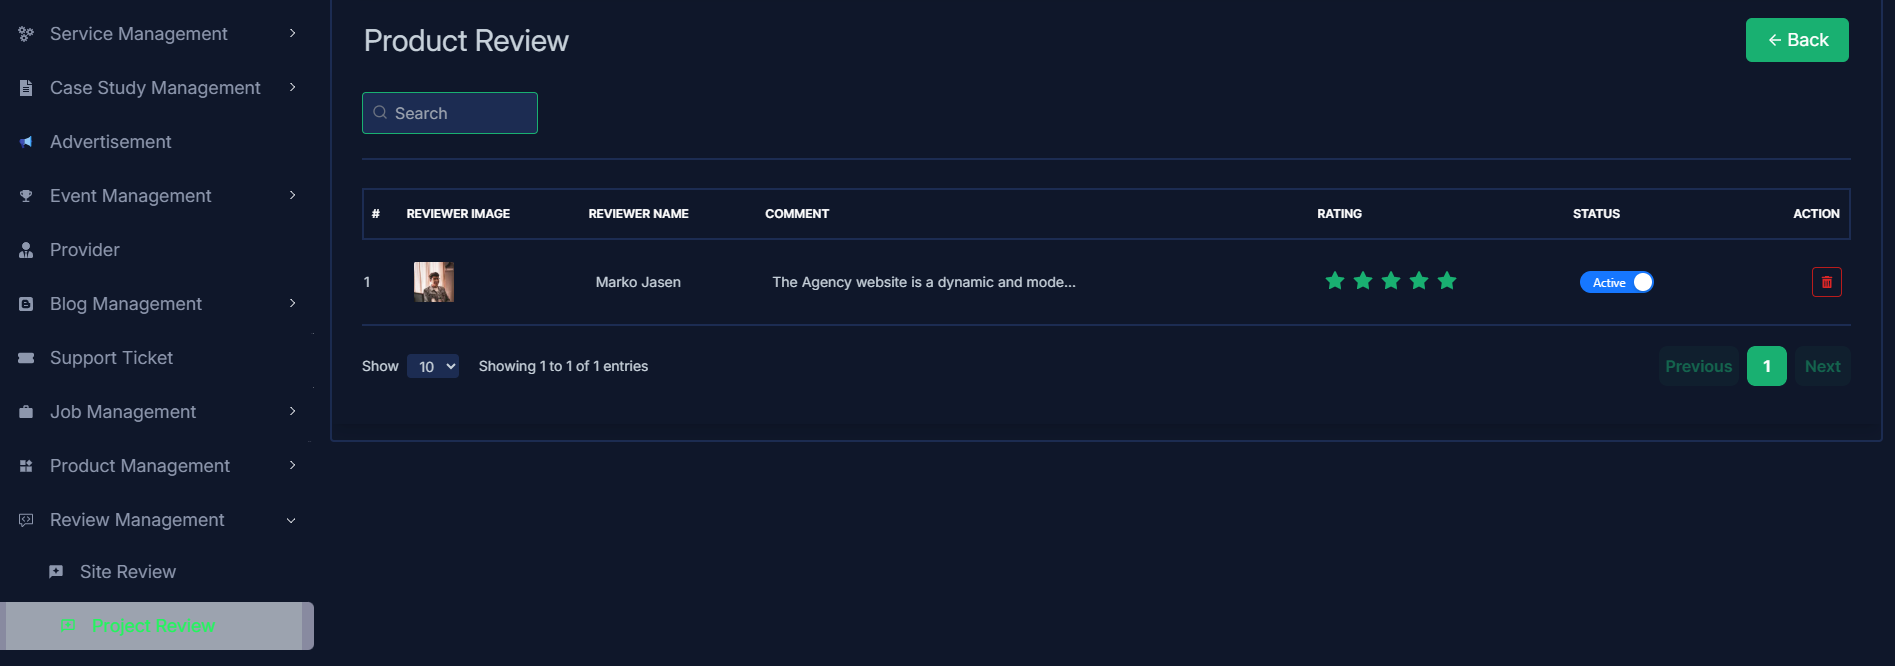 Service Management
Case Study Management
Advertisement
Event Management
Provider
Blog Management
Support Ticket
Job Management
Product Management
Review Management
Site Review
Project Review
Product Review
Back
Search
# REVIEWER IMAGE REVIEWER NAME COMMENT RATING STATUS ACTION
1 Marko Jasen The Agency website is a dynamic and mode... Active
Show 10 Showing 1 to 1 of 1 entries Previous 1 Next